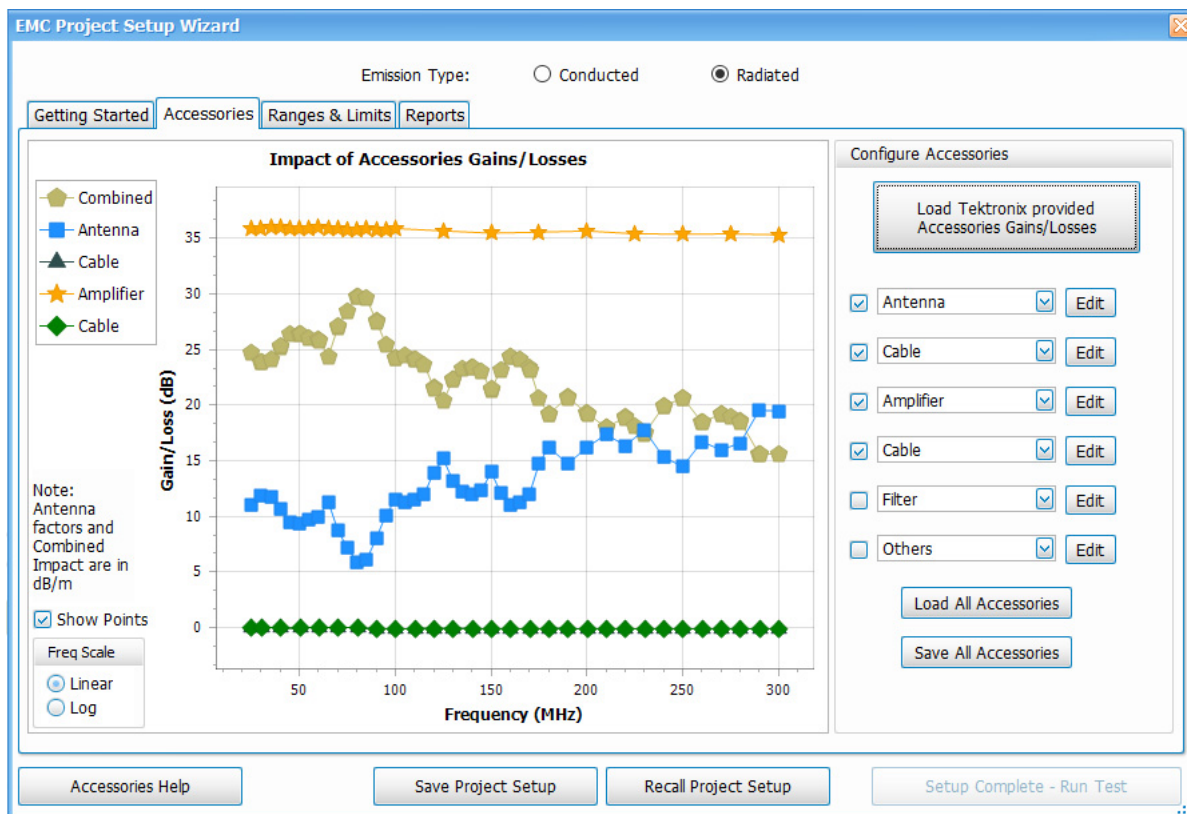 EMC Project Setup Wizard
Emission Type:
Conducted
Radiated
Getting Started
Accessories
Ranges & Limits
Reports
Impact of Accessories Gains/Losses
Combined
Antenna
Cable
Amplifier
Cable
Gain/Loss (dB)
35
30
25
20
15
10
5
0
50
100
150
200
250
300
Frequency (MHz)
Note:
Antenna
factors and
Combined
Impact are in
dB/m
Show Points
Freq Scale
Linear
Log
Configure Accessories
Load Tektronix provided
Accessories Gains/Losses
Antenna
Edit
Cable
Edit
Amplifier
Edit
Cable
Edit
Filter
Edit
Others
Edit
Load All Accessories
Save All Accessories
Accessories Help
Save Project Setup
Recall Project Setup
Setup Complete - Run Test